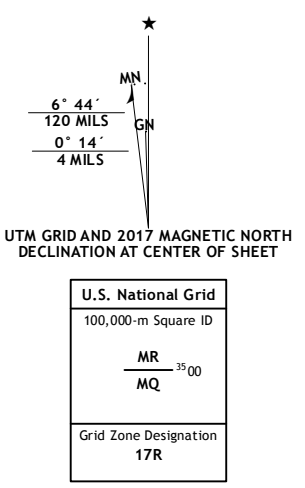 ★
MN
6° 44´
120 MILS
GN
0° 14´
4 MILS
UTM GRID AND 2017 MAGNETIC NORTH
DECLINATION AT CENTER OF SHEET
U.S. National Grid
100,000-m Square ID
MR
³⁵00
MQ
Grid Zone Designation
17R